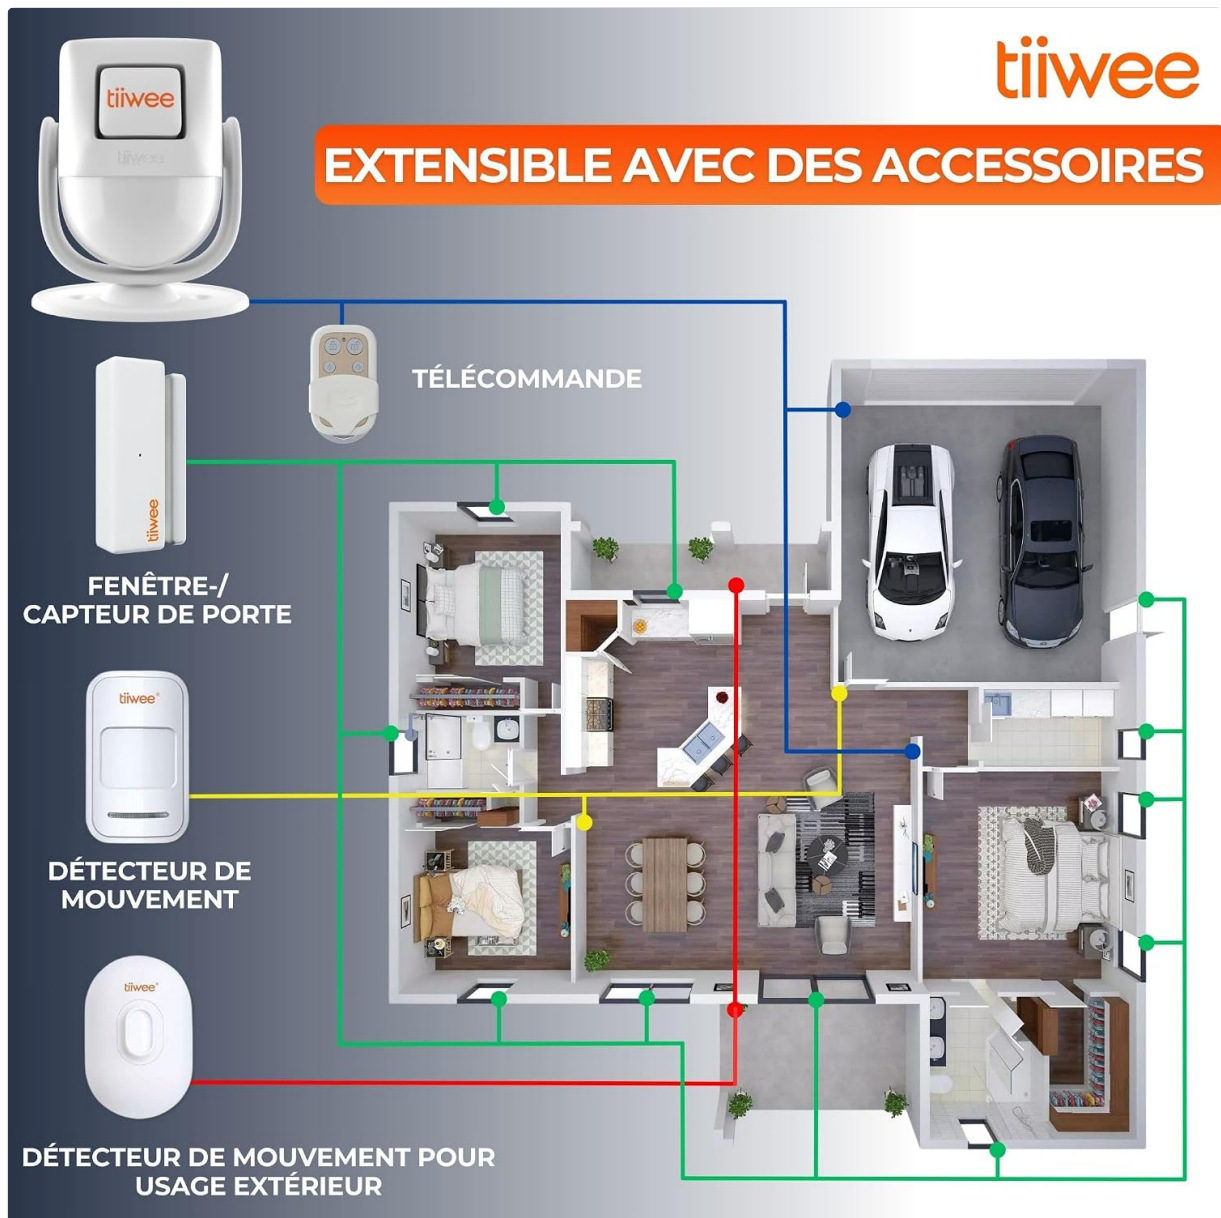 tiiwee
tiiwee
tiiwee
EXTENSIBLE AVEC DES ACCESSOIRES
TÉLÉCOMMANDE
tiiwee
FENÊTRE-/
CAPTEUR DE PORTE
tiiwee
DÉTECTEUR DE
MOUVEMENT
tiiwee
DÉTECTEUR DE MOUVEMENT POUR
USAGE EXTÉRIEUR